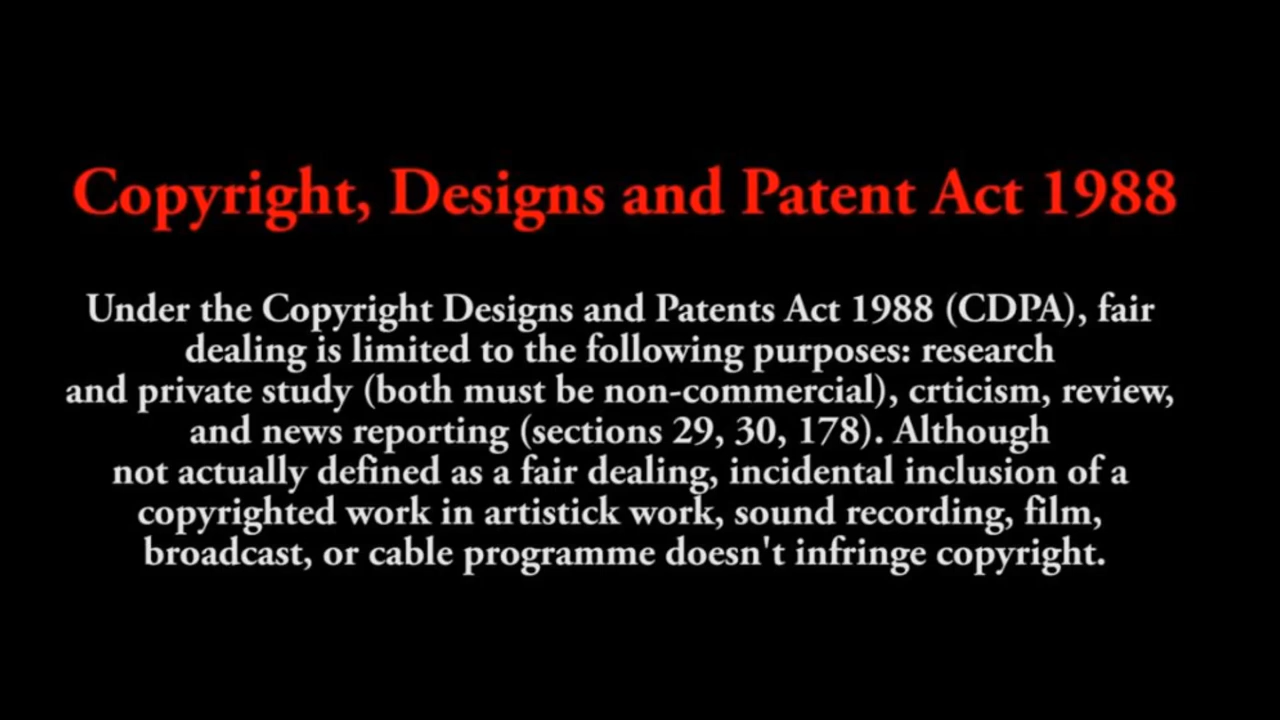 Copyright, Designs and Patent Act 1988
Under the Copyright Designs and Patents Act 1988 (CDPA), fair
dealing is limited to the following purposes: research
and private study (both must be non-commercial), crticism, review,
and news reporting (sections 29, 30, 178). Although
not actually defined as a fair dealing, incidental inclusion of a
copyrighted work in artistick work, sound recording, film,
broadcast, or cable programme doesn't infringe copyright.